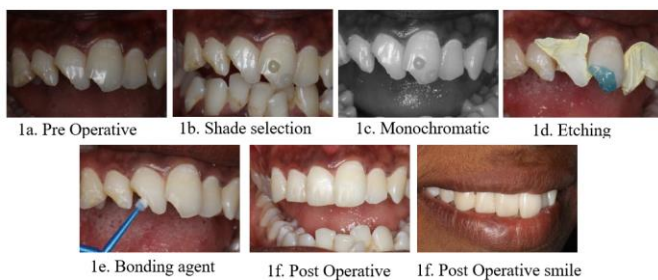 1a. Pre Operative
1b. Shade selection
1c. Monochromatic
1d. Etching
1e. Bonding agent
1f. Post Operative
1f. Post Operative smile